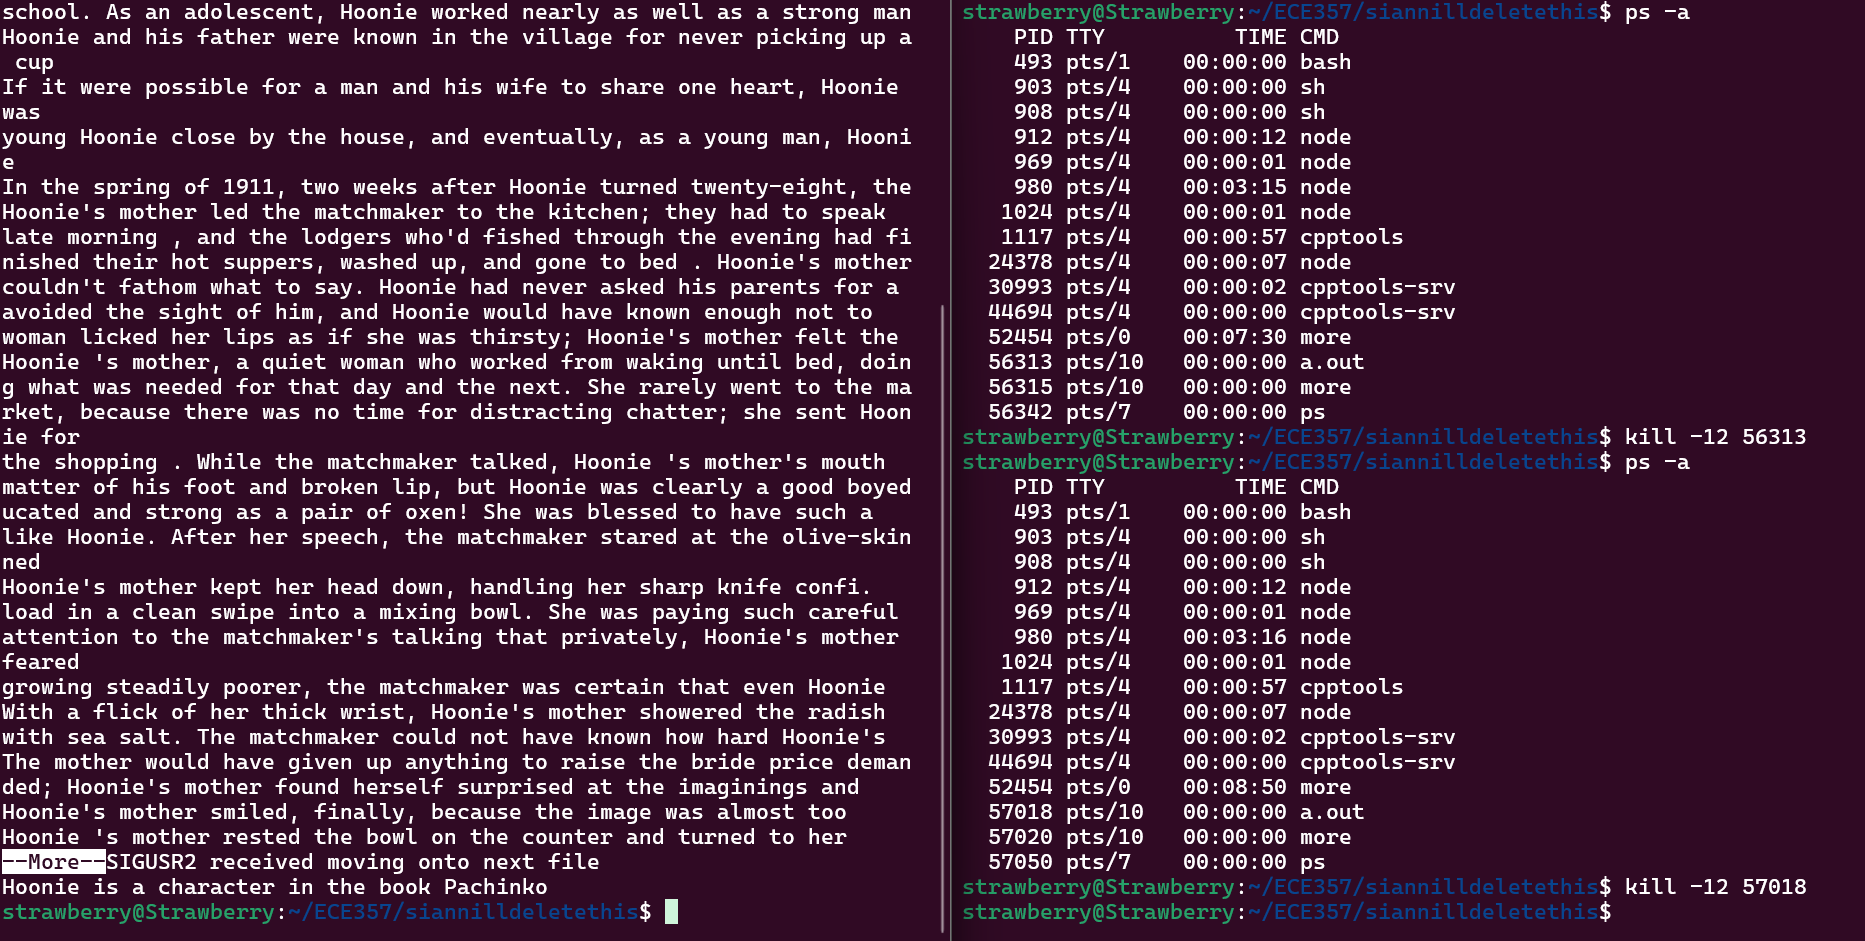 school. As an adolescent, Hoonie worked nearly as well as a strong man
Hoonie and his father were known in the village for never picking up a
 cup
If it were possible for a man and his wife to share one heart, Hoonie
was
young Hoonie close by the house, and eventually, as a young man, Hooni
e
In the spring of 1911, two weeks after Hoonie turned twenty-eight, the
Hoonie's mother led the matchmaker to the kitchen; they had to speak
late morning , and the lodgers who'd fished through the evening had fi
nished their hot suppers, washed up, and gone to bed . Hoonie's mother
couldn't fathom what to say. Hoonie had never asked his parents for a
avoided the sight of him, and Hoonie would have known enough not to
woman licked her lips as if she was thirsty; Hoonie's mother felt the
Hoonie 's mother, a quiet woman who worked from waking until bed, doin
g what was needed for that day and the next. She rarely went to the ma
rket, because there was no time for distracting chatter; she sent Hoon
ie for
the shopping . While the matchmaker talked, Hoonie 's mother's mouth
matter of his foot and broken lip, but Hoonie was clearly a good boyed
ucated and strong as a pair of oxen! She was blessed to have such a
like Hoonie. After her speech, the matchmaker stared at the olive-skin
ned
Hoonie's mother kept her head down, handling her sharp knife confi.
load in a clean swipe into a mixing bowl. She was paying such careful
attention to the matchmaker's talking that privately, Hoonie's mother
feared
growing steadily poorer, the matchmaker was certain that even Hoonie
With a flick of her thick wrist, Hoonie's mother showered the radish
with sea salt. The matchmaker could not have known how hard Hoonie's
The mother would have given up anything to raise the bride price deman
ded; Hoonie's mother found herself surprised at the imaginings and
Hoonie's mother smiled, finally, because the image was almost too
Hoonie 's mother rested the bowl on the counter and turned to her
--More--SIGUSR2 received moving onto next file
Hoonie is a character in the book Pachinko
strawberry@Strawberry:~/ECE357/siannilldeletethis$
strawberry@Strawberry:~/ECE357/siannilldeletethis$ ps -a
    PID TTY          TIME CMD
    493 pts/1    00:00:00 bash
    903 pts/4    00:00:00 sh
    908 pts/4    00:00:00 sh
    912 pts/4    00:00:12 node
    969 pts/4    00:00:01 node
    980 pts/4    00:03:15 node
   1024 pts/4    00:00:01 node
   1117 pts/4    00:00:57 cpptools
  24378 pts/4    00:00:07 node
  30993 pts/4    00:00:02 cpptools-srv
  44694 pts/4    00:00:00 cpptools-srv
  52454 pts/0    00:07:30 more
  56313 pts/10   00:00:00 a.out
  56315 pts/10   00:00:00 more
  56342 pts/7    00:00:00 ps
strawberry@Strawberry:~/ECE357/siannilldeletethis$ kill -12 56313
strawberry@Strawberry:~/ECE357/siannilldeletethis$ ps -a
    PID TTY          TIME CMD
    493 pts/1    00:00:00 bash
    903 pts/4    00:00:00 sh
    908 pts/4    00:00:00 sh
    912 pts/4    00:00:12 node
    969 pts/4    00:00:01 node
    980 pts/4    00:03:16 node
   1024 pts/4    00:00:01 node
   1117 pts/4    00:00:57 cpptools
  24378 pts/4    00:00:07 node
  30993 pts/4    00:00:02 cpptools-srv
  44694 pts/4    00:00:00 cpptools-srv
  52454 pts/0    00:08:50 more
  57018 pts/10   00:00:00 a.out
  57020 pts/10   00:00:00 more
  57050 pts/7    00:00:00 ps
strawberry@Strawberry:~/ECE357/siannilldeletethis$ kill -12 57018
strawberry@Strawberry:~/ECE357/siannilldeletethis$